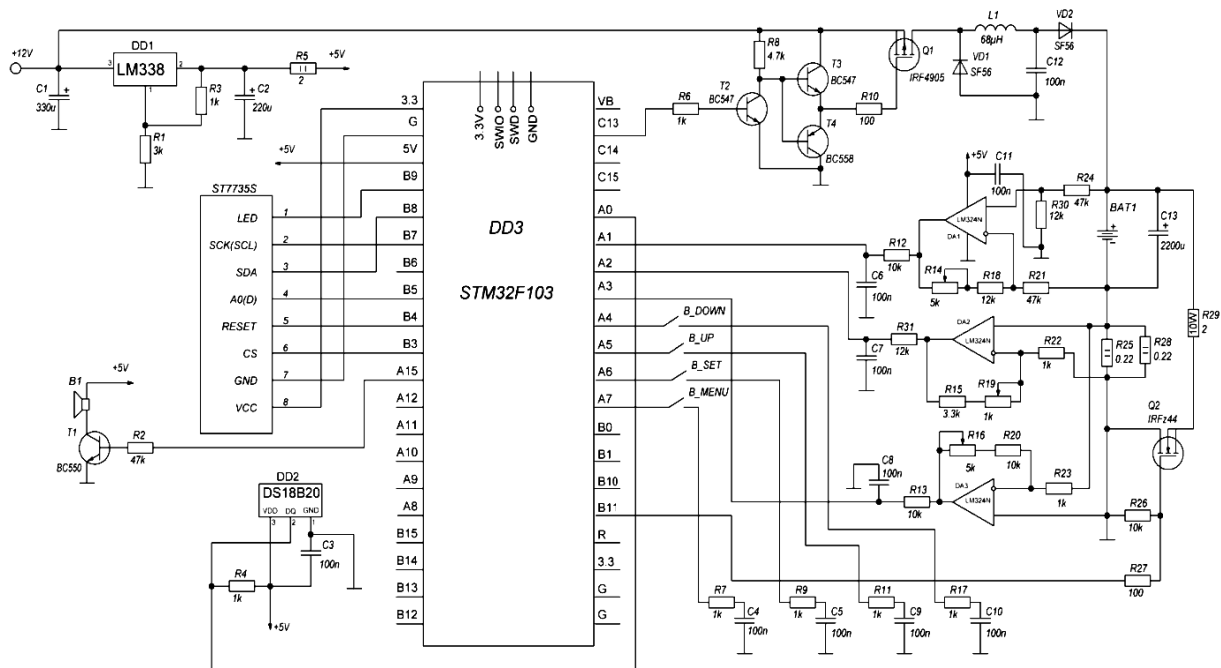 +12V
DD1
LM338
3
2
1
C1
330u
R3
1k
C2
220u
R5
2
+5V
R1
3k
R8
4.7k
T3
BC547
T2
BC547
R6
1k
T4
BC558
R10
100
Q1
IRF4905
VD1
SF56
L1
68µH
VD2
SF56
C12
100n
DD3
STM32F103
3.3V
SWIO
SWD
GND
3.3
G
5V
B9
B8
B7
B6
B5
B4
B3
A15
A12
A11
A10
A9
A8
B15
B14
B13
B12
VB
C13
C14
C15
A0
A1
A2
A3
A4
A5
A6
A7
B0
B1
B10
B11
R
3.3
G
G
+5V
ST7735S
LED 1
SCK(SCL) 2
SDA 3
A0(D) 4
RESET 5
CS 6
GND 7
VCC 8
B1
+5V
T1
BC550
R2
47k
DD2
DS18B20
VDD DQ GND
3 2 1
C3
100n
R4
1k
+5V
B_DOWN
B_UP
B_SET
B_MENU
R7
1k
C4
100n
R9
1k
C5
100n
R11
1k
C9
100n
R17
1k
C10
100n
+5V
C11
100n
LM324N
DA1
R30
12k
R24
47k
BAT1
C13
2200u
R12
10k
C6
100n
R14
5k
R18
12k
R21
47k
DA2
LM324N
R31
12k
C7
100n
R22
1k
R15
3.3k
R19
1k
R25
0.22
R28
0.22
10W
R29
2
Q2
IRFz44
R16
5k
R20
10k
DA3
LM324N
R23
1k
C8
100n
R13
10k
R26
10k
R27
100